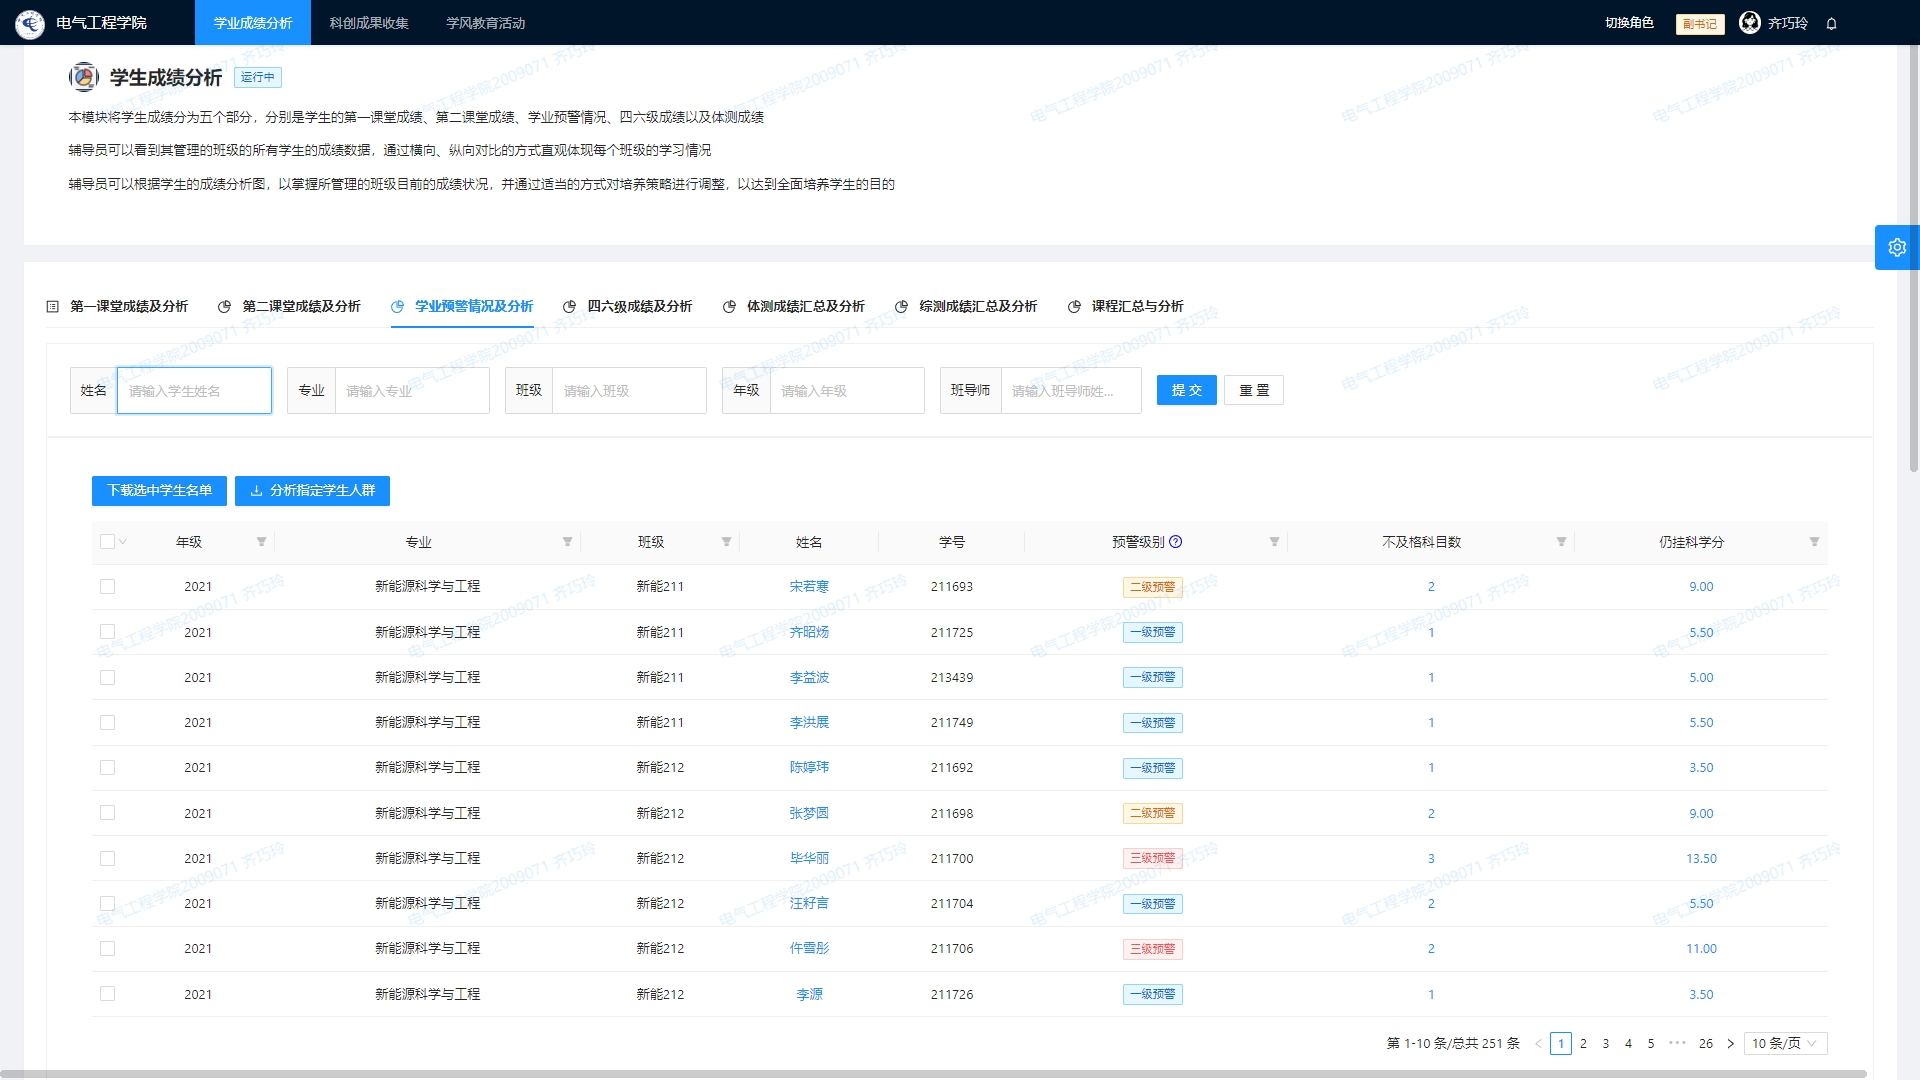 电气工程学院 学业成绩分析 科创成果收集 学风教育活动 切换角色 副书记 齐巧玲
学生成绩分析 运行中
本模块将学生成绩分为五个部分，分别是学生的第一课堂成绩、第二课堂成绩、学业预警情况、四六级成绩以及体测成绩
辅导员可以看到其管理的班级的所有学生的成绩数据，通过横向、纵向对比的方式直观体现每个班级的学习情况
辅导员可以根据学生的成绩分析图，以掌握所管理的班级目前的成绩状况，并通过适当的方式对培养策略进行调整，以达到全面培养学生的目的
第一课堂成绩及分析 第二课堂成绩及分析 学业预警情况及分析 四六级成绩及分析 体测成绩汇总及分析 综测成绩汇总及分析 课程汇总与分析
姓名 请输入学生姓名 专业 请输入专业 班级 请输入班级 年级 请输入年级 班导师 请输入班导师姓... 提 交 重 置
下载选中学生名单 分析指定学生人群
年级 专业 班级 姓名 学号 预警级别 不及格科目数 仍挂科学分
2021 新能源科学与工程 新能211 宋若寒 211693 二级预警 2 9.00
2021 新能源科学与工程 新能211 齐昭炀 211725 一级预警 1 5.50
2021 新能源科学与工程 新能211 李益波 213439 一级预警 1 5.00
2021 新能源科学与工程 新能211 李洪展 211749 一级预警 1 5.50
2021 新能源科学与工程 新能212 陈婷玮 211692 一级预警 1 3.50
2021 新能源科学与工程 新能212 张梦圆 211698 二级预警 2 9.00
2021 新能源科学与工程 新能212 毕华丽 211700 三级预警 3 13.50
2021 新能源科学与工程 新能212 汪籽言 211704 一级预警 2 5.50
2021 新能源科学与工程 新能212 仵雪彤 211706 三级预警 2 11.00
2021 新能源科学与工程 新能212 李源 211726 一级预警 1 3.50
第 1-10 条/总共 251 条 < 1 2 3 4 5 ••• 26 > 10 条/页
电气工程学院2009071 齐巧玲